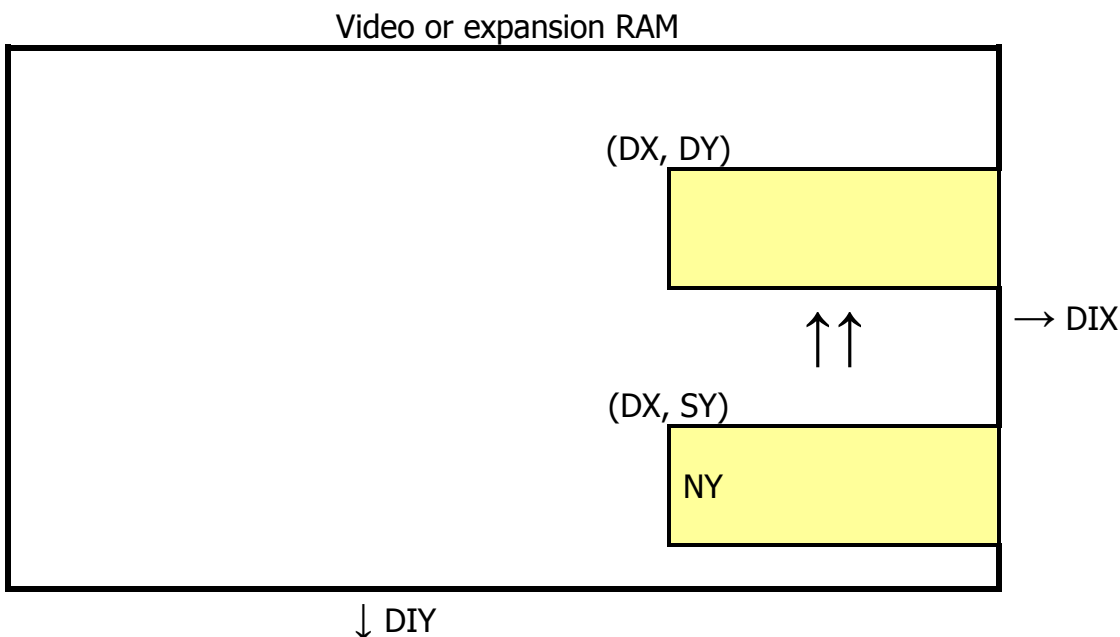 Video or expansion RAM
(DX, DY)
→ DIX
↑↑
(DX, SY)
NY
↓ DIY